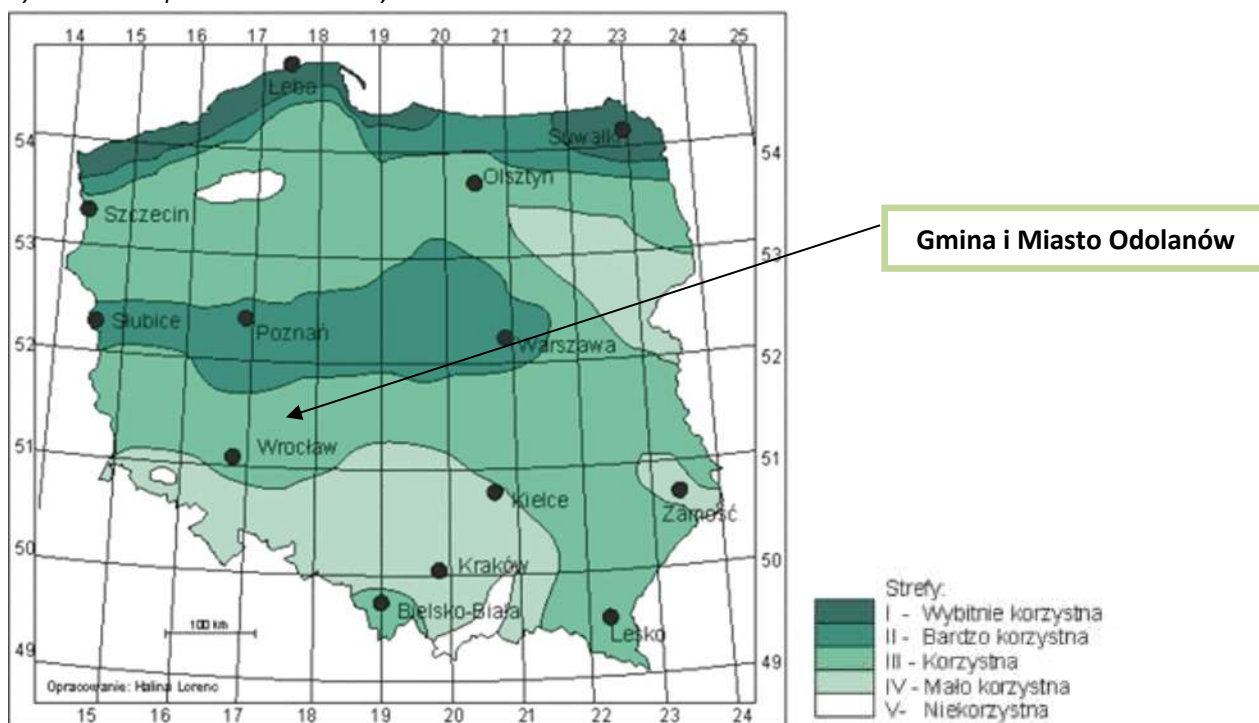 14 15 16 17 18 19 20 21 22 23 24 25
Łeba
54
Suwałki
54
Olsztyn
Szczecin
Gmina i Miasto Odolanów
53
53
Słubice
Poznań
Warszawa
52
52
Wrocław
51
51
Kielce
Zamość
50
Kraków
50
Bielsko-Biała
Lesko
100 km
49
49
Opracowanie: Halina Lorenc
15 16 17 18 19 20 21 22 23 24
Strefy:
I - Wybitnie korzystna
II - Bardzo korzystna
III - Korzystna
IV - Mało korzystna
V- Niekorzystna